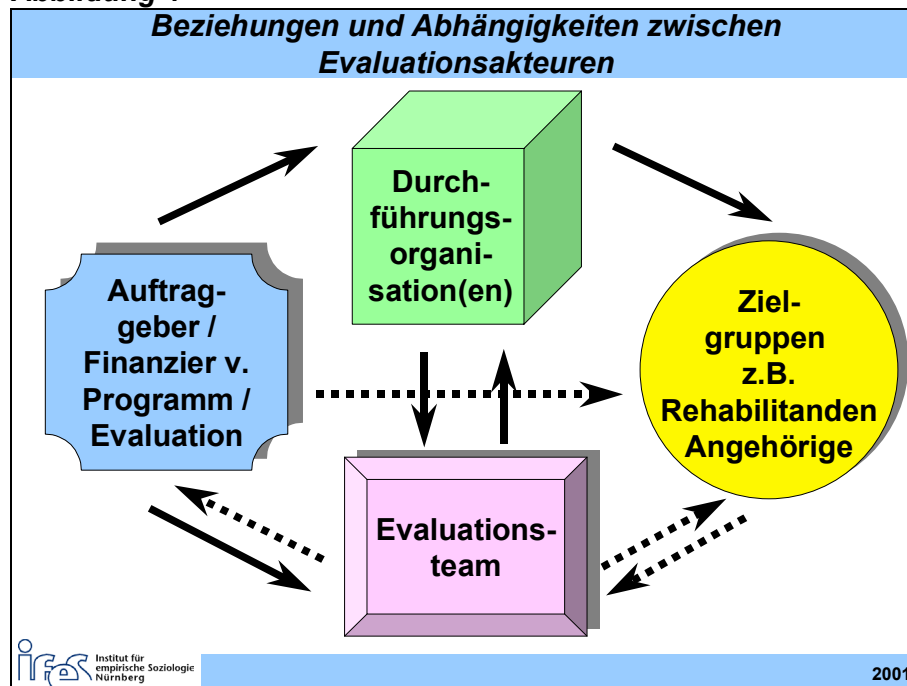 Beziehungen und Abhängigkeiten zwischen
Evaluationsakteuren
Durch-
führungs-
organi-
sation(en)
Auftrag-
geber /
Finanzier v.
Programm /
Evaluation
Ziel-
gruppen
z.B.
Rehabilitanden
Angehörige
Evaluations-
team
ifes
Institut für
empirische Soziologie
Nürnberg
2001